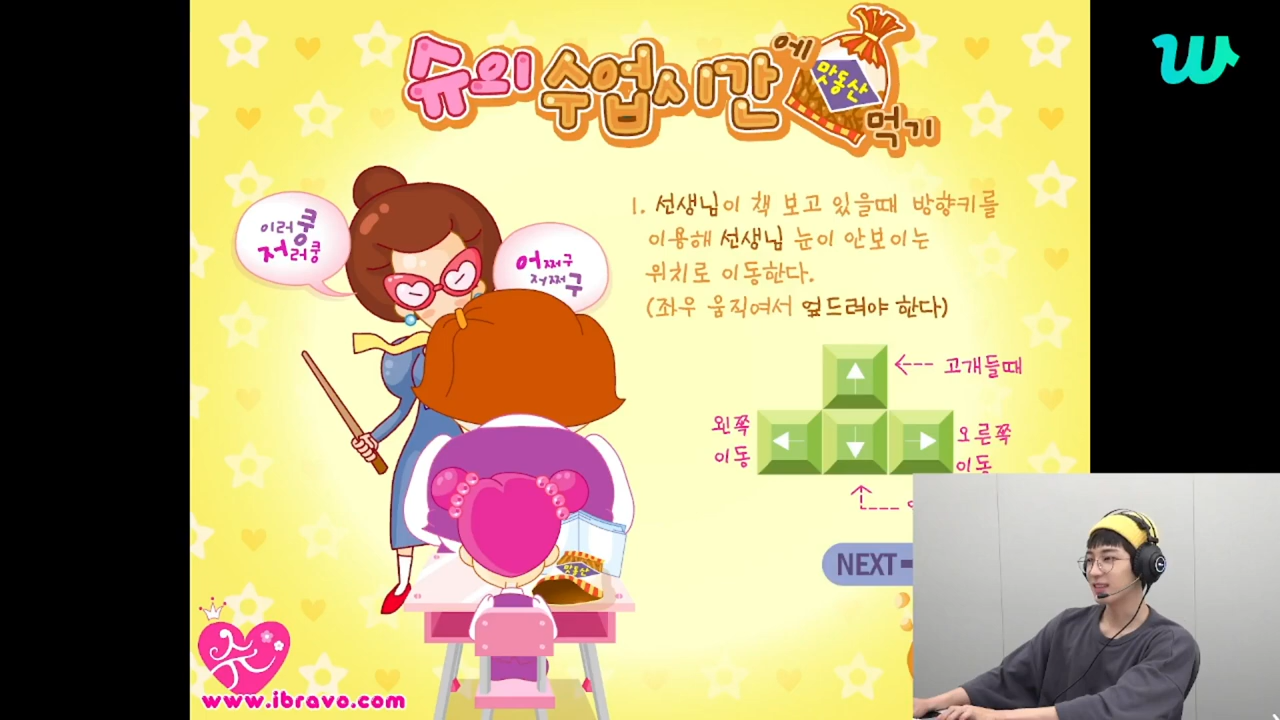 슈의 수업시간에 맛동산 먹기
이러쿵
저러쿵
어쩌구
저쩌구
1. 선생님이 책 보고 있을때 방향키를
이용해 선생님 눈이 안보이는
위치로 이동한다.
(좌우 움직여서 엎드려야 한다)
<--- 고개들때
왼쪽
이동
오른쪽
이동
NEXT
맛동산
슈
www.ibravo.com
W